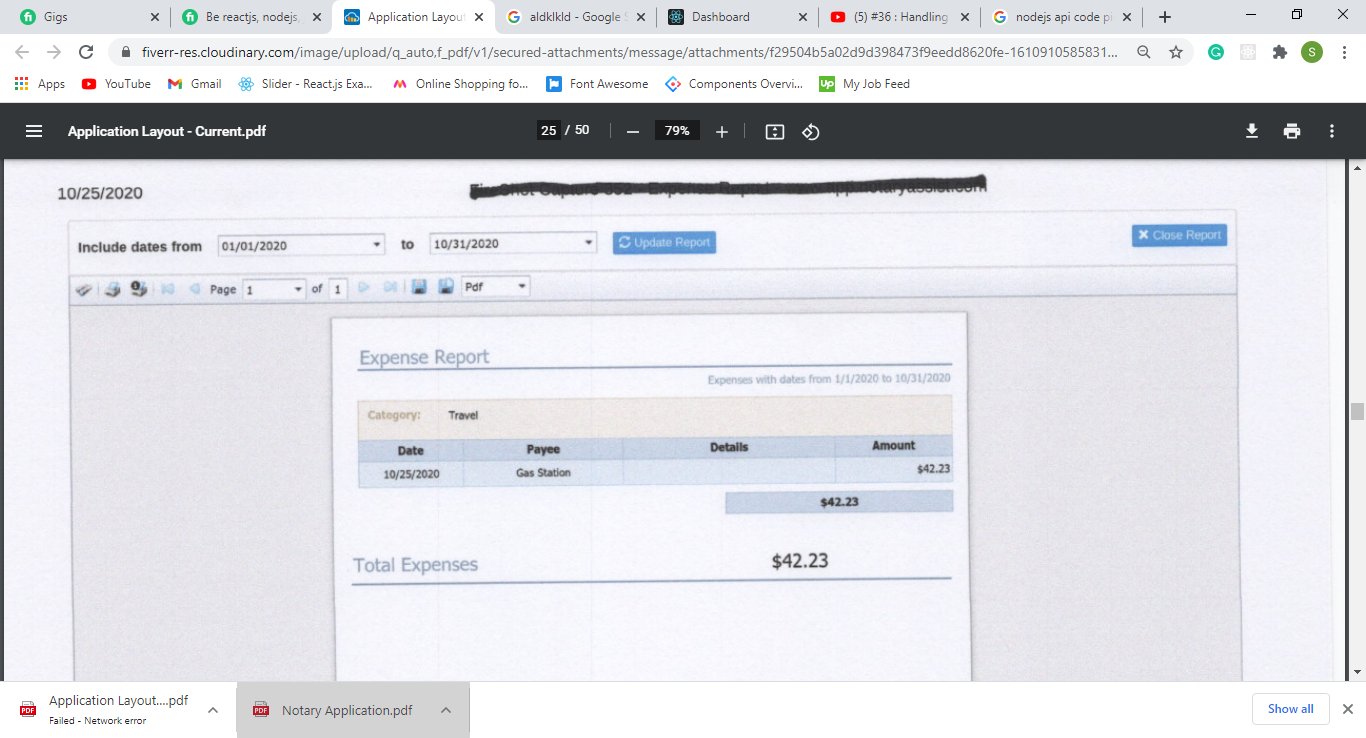 Gigs
Be reactjs, nodejs,
Application Layout
aldklkld - Google S
Dashboard
(5) #36 : Handling
nodejs api code pr
fiverr-res.cloudinary.com/image/upload/q_auto,f_pdf/v1/secured-attachments/message/attachments/f29504b5a02d9d398473f9eedd8620fe-1610910585831...
S
Apps
YouTube
Gmail
Slider - React.js Exa...
Online Shopping fo...
Font Awesome
Components Overvi...
Up
My Job Feed
Application Layout - Current.pdf
25 / 50
79%
10/25/2020
Include dates from 01/01/2020 to 10/31/2020 Update Report
Close Report
Page 1 of 1 Pdf
Expense Report
Expenses with dates from 1/1/2020 to 10/31/2020
Category: Travel
Date Payee Details Amount
10/25/2020 Gas Station $42.23
$42.23
Total Expenses $42.23
PDF
Application Layout....pdf
Failed - Network error
PDF
Notary Application.pdf
Show all